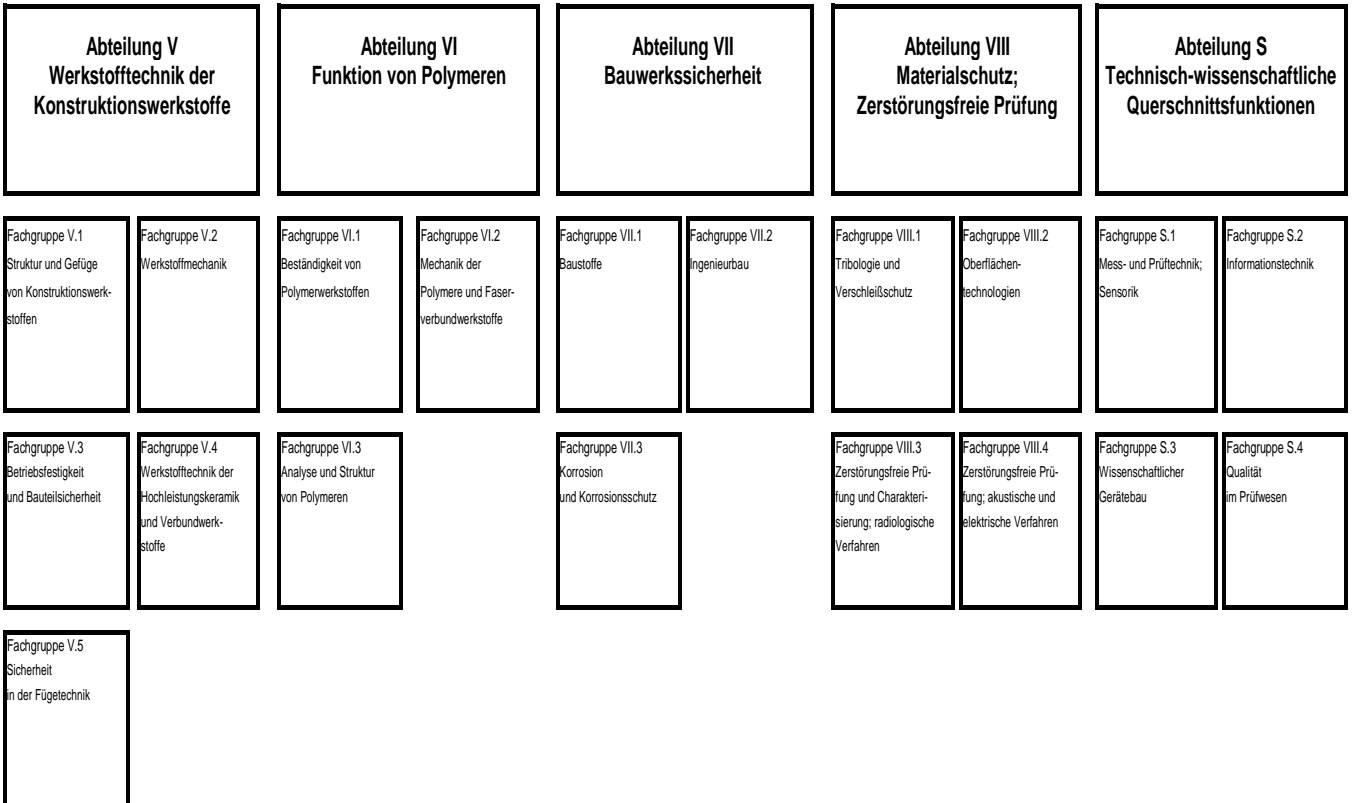 Abteilung V
Werkstofftechnik der
Konstruktionswerkstoffe
Abteilung VI
Funktion von Polymeren
Abteilung VII
Bauwerkssicherheit
Abteilung VIII
Materialschutz;
Zerstörungsfreie Prüfung
Abteilung S
Technisch-wissenschaftliche
Querschnittsfunktionen
Fachgruppe V.1
Struktur und Gefüge
von Konstruktionswerk-
stoffen
Fachgruppe V.2
Werkstoffmechanik
Fachgruppe VI.1
Beständigkeit von
Polymerwerkstoffen
Fachgruppe VI.2
Mechanik der
Polymere und Faser-
verbundwerkstoffe
Fachgruppe VII.1
Baustoffe
Fachgruppe VII.2
Ingenieurbau
Fachgruppe VIII.1
Tribologie und
Verschleißschutz
Fachgruppe VIII.2
Oberflächen-
technologien
Fachgruppe S.1
Mess- und Prüftechnik;
Sensorik
Fachgruppe S.2
Informationstechnik
Fachgruppe V.3
Betriebsfestigkeit
und Bauteilsicherheit
Fachgruppe V.4
Werkstofftechnik der
Hochleistungskeramik
und Verbundwerk-
stoffe
Fachgruppe VI.3
Analyse und Struktur
von Polymeren
Fachgruppe VII.3
Korrosion
und Korrosionsschutz
Fachgruppe VIII.3
Zerstörungsfreie Prü-
fung und Charakteri-
sierung; radiologische
Verfahren
Fachgruppe VIII.4
Zerstörungsfreie Prü-
fung; akustische und
elektrische Verfahren
Fachgruppe S.3
Wissenschaftlicher
Gerätebau
Fachgruppe S.4
Qualität
im Prüfwesen
Fachgruppe V.5
Sicherheit
in der Fügetechnik